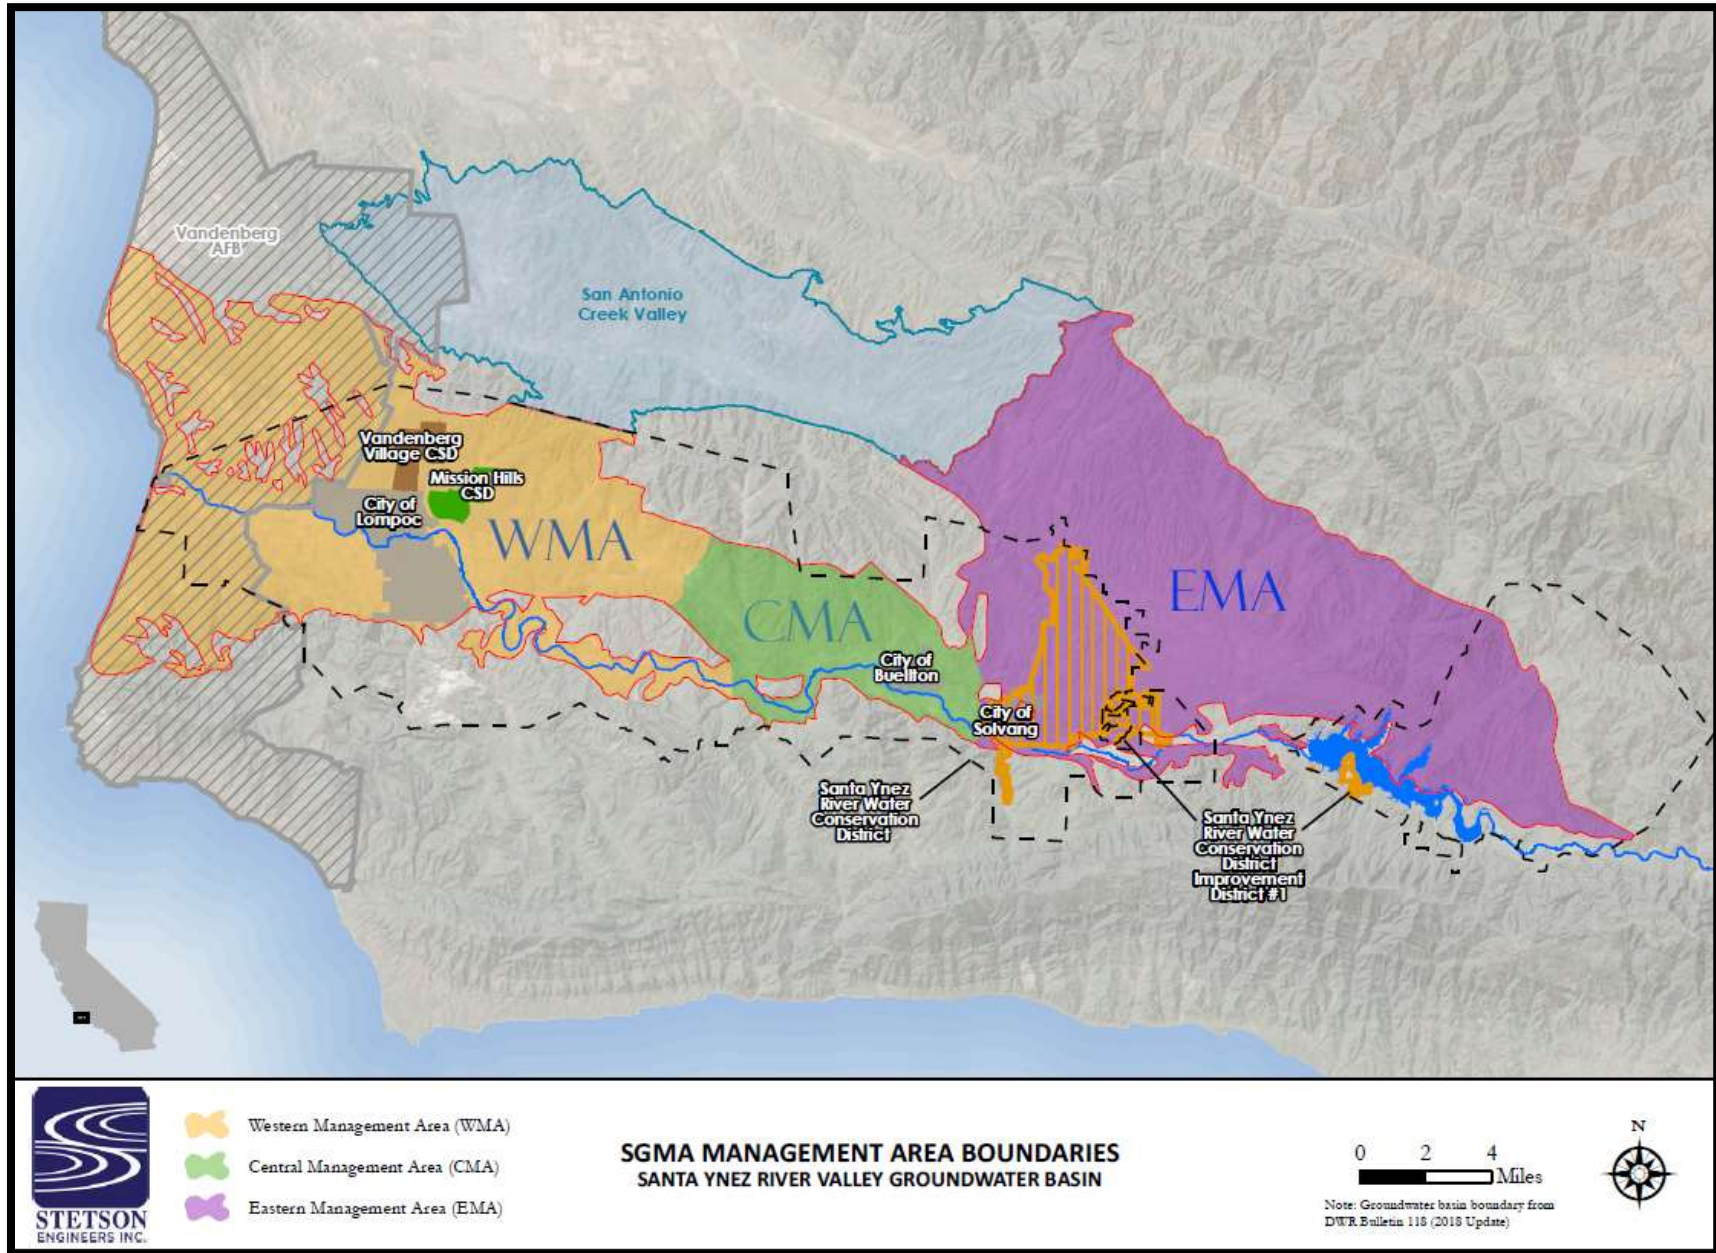 Vandenberg
AFB
San Antonio
Creek Valley
Vandenberg
Village CSD
Mission Hills
CSD
City of
Lompoc
WMA
CMA
EMA
City of
Buellton
City of
Solvang
Santa Ynez
River Water
Conservation
District
Santa Ynez
River Water
Conservation
District
Improvement
District #1
STETSON
ENGINEERS INC.
Western Management Area (WMA)
Central Management Area (CMA)
Eastern Management Area (EMA)
SGMA MANAGEMENT AREA BOUNDARIES
SANTA YNEZ RIVER VALLEY GROUNDWATER BASIN
0 2 4
Miles
Note: Groundwater basin boundary from
DWR Bulletin 118 (2018 Update)
N